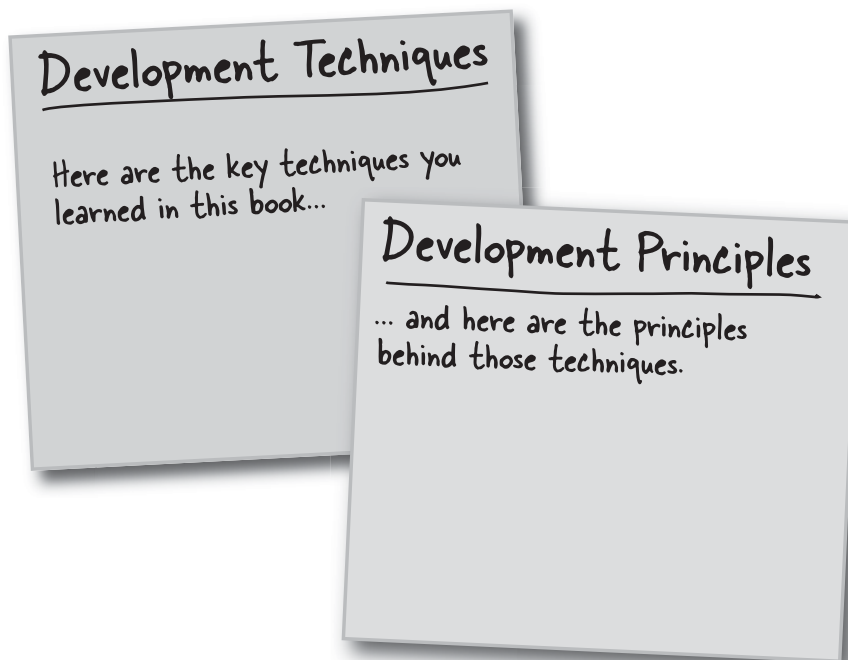 Development Techniques
Here are the key techniques you
learned in this book...
Development Principles
... and here are the principles
behind those techniques.